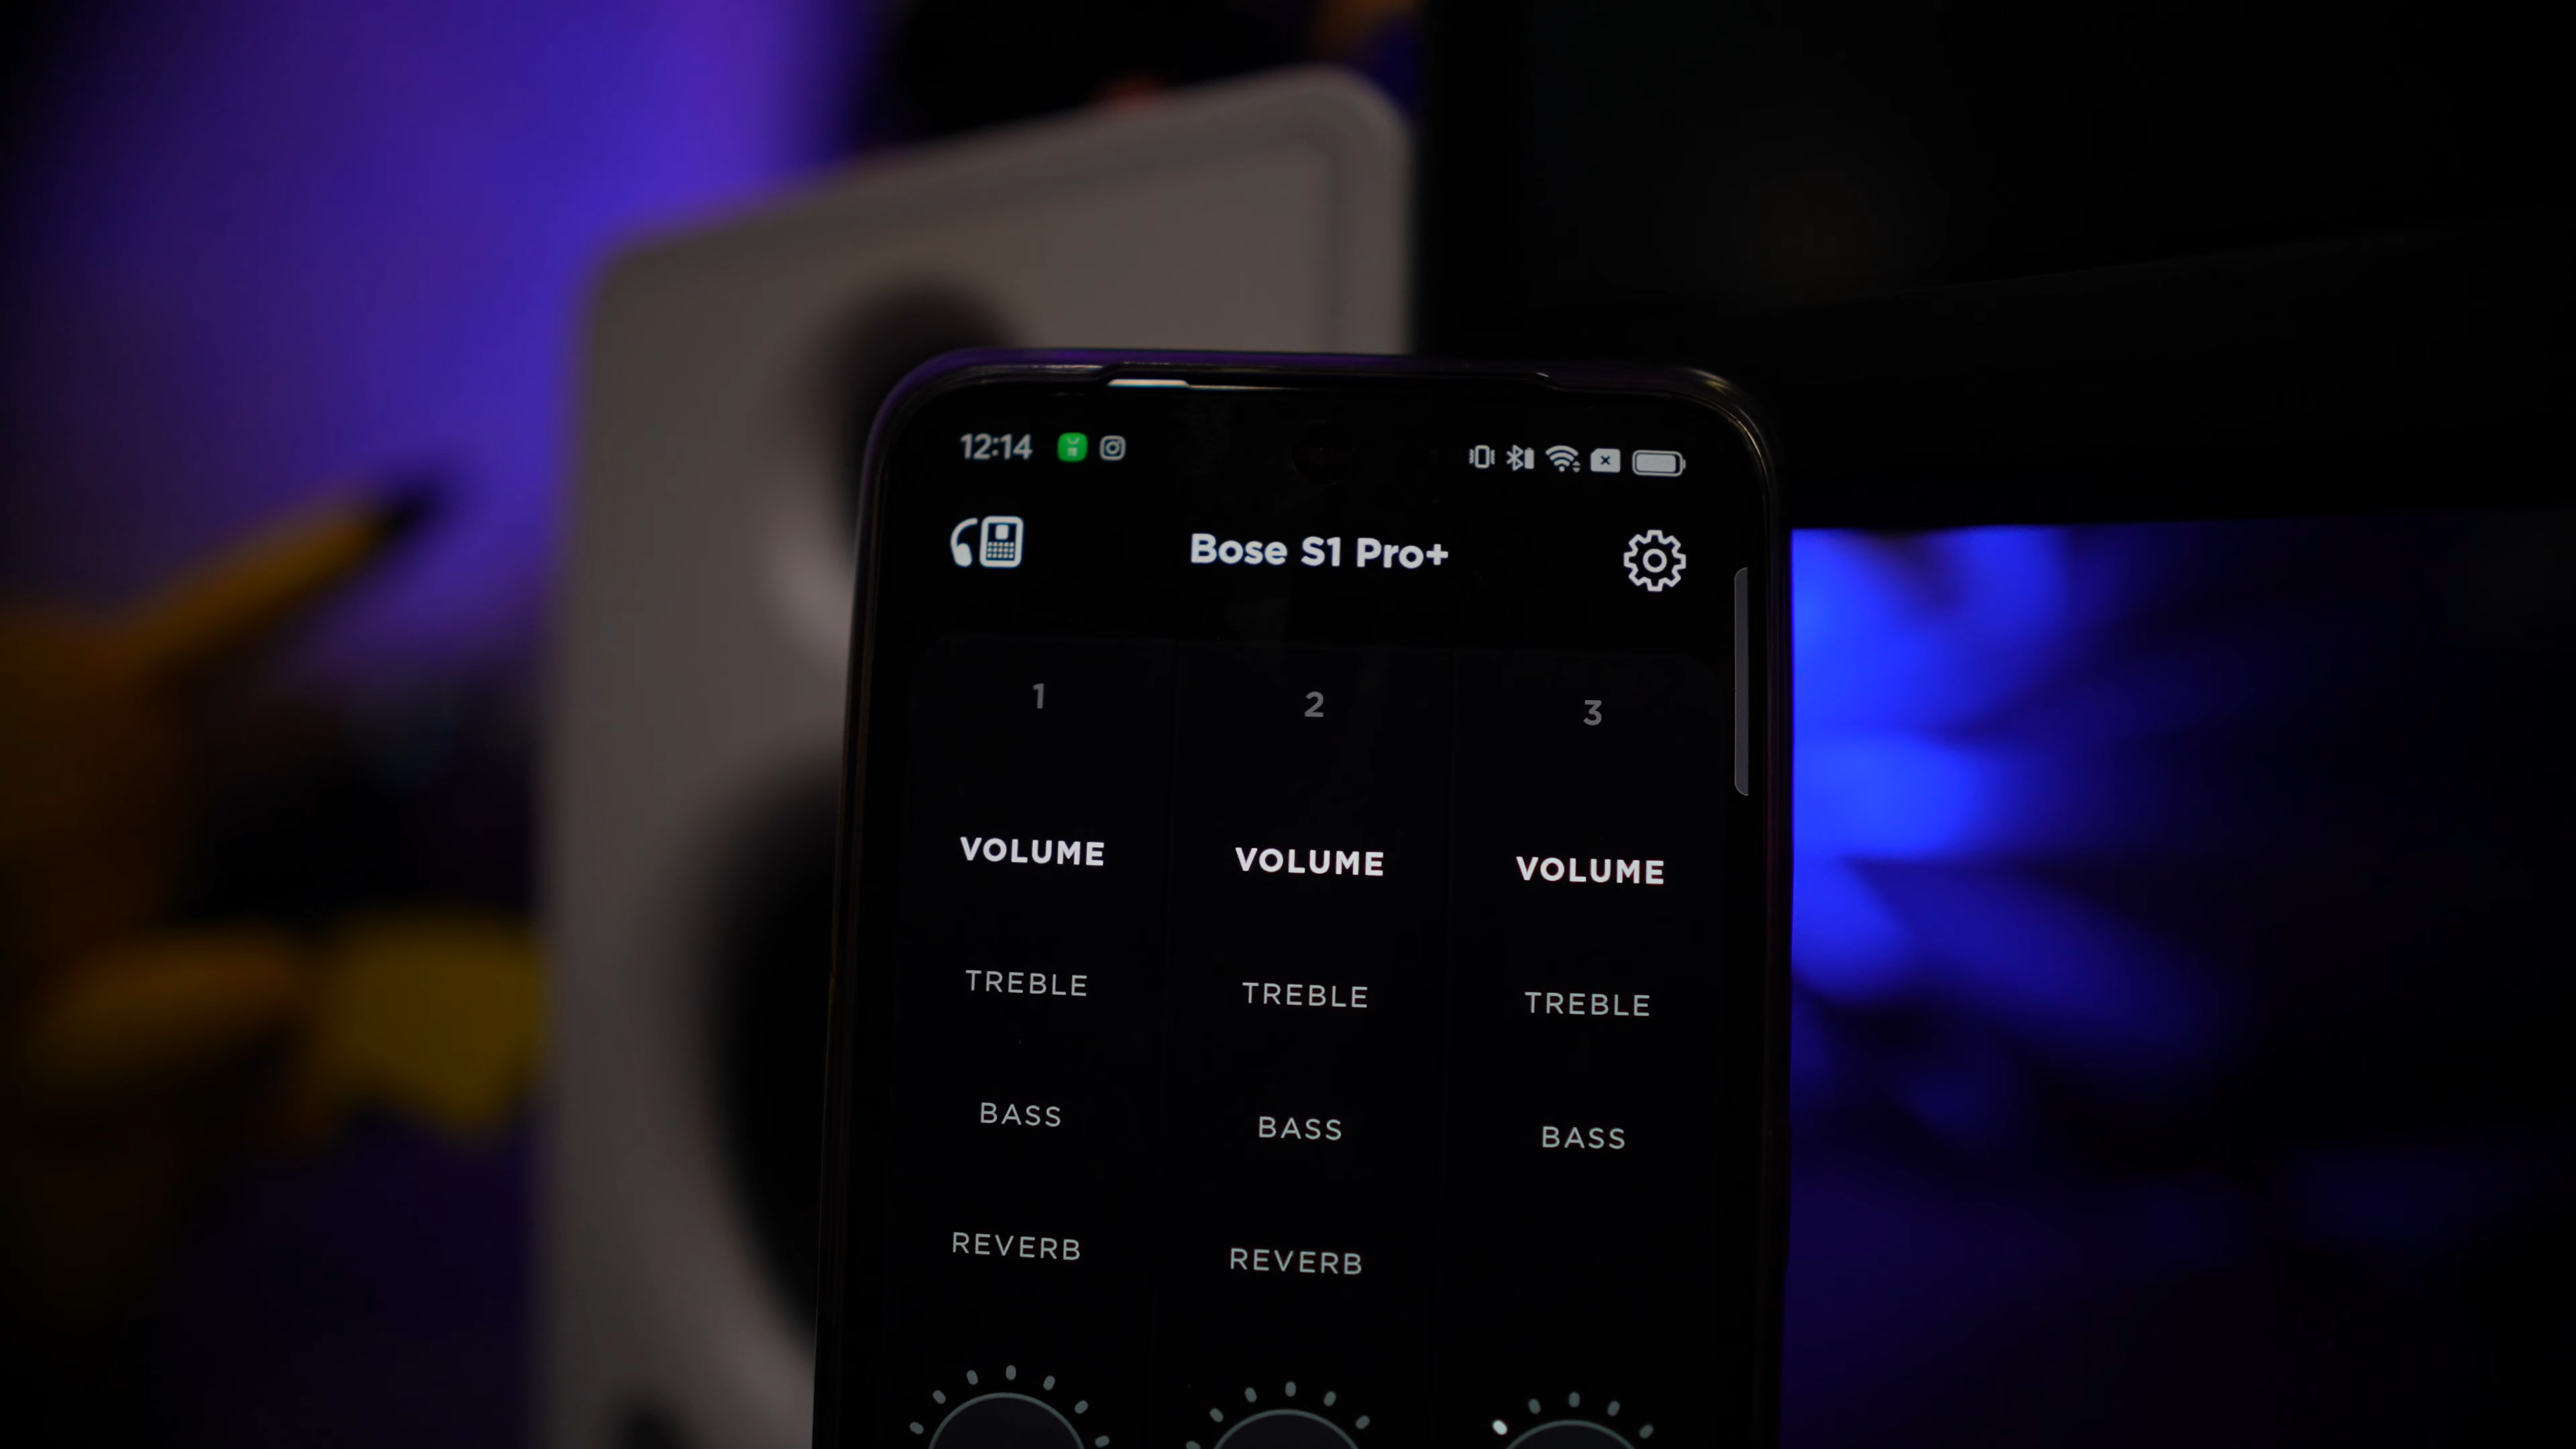 12:14
Bose S1 Pro+
1 2 3
VOLUME VOLUME VOLUME
TREBLE TREBLE TREBLE
BASS BASS BASS
REVERB REVERB